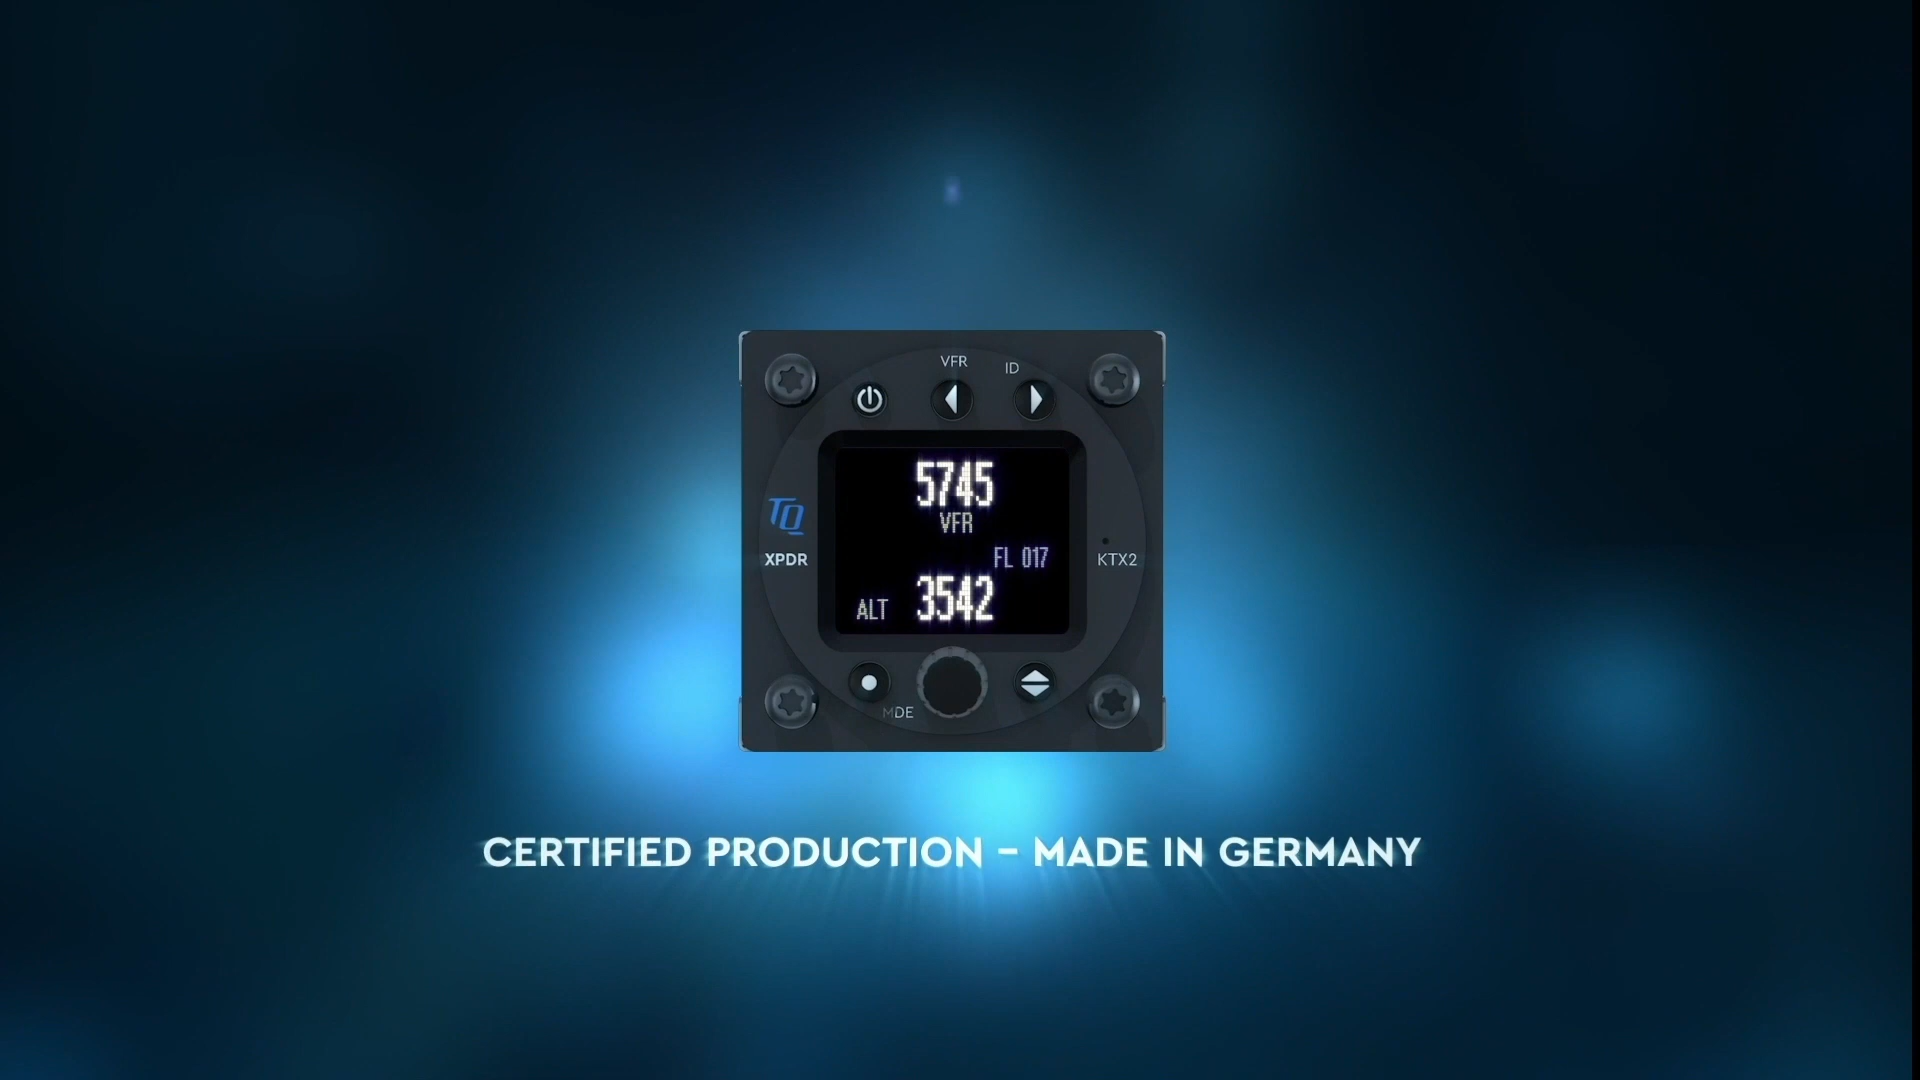 VFR
ID
5745
VFR
TQ
XPDR
FL 017
KTX2
ALT 3542
MDE
CERTIFIED PRODUCTION – MADE IN GERMANY